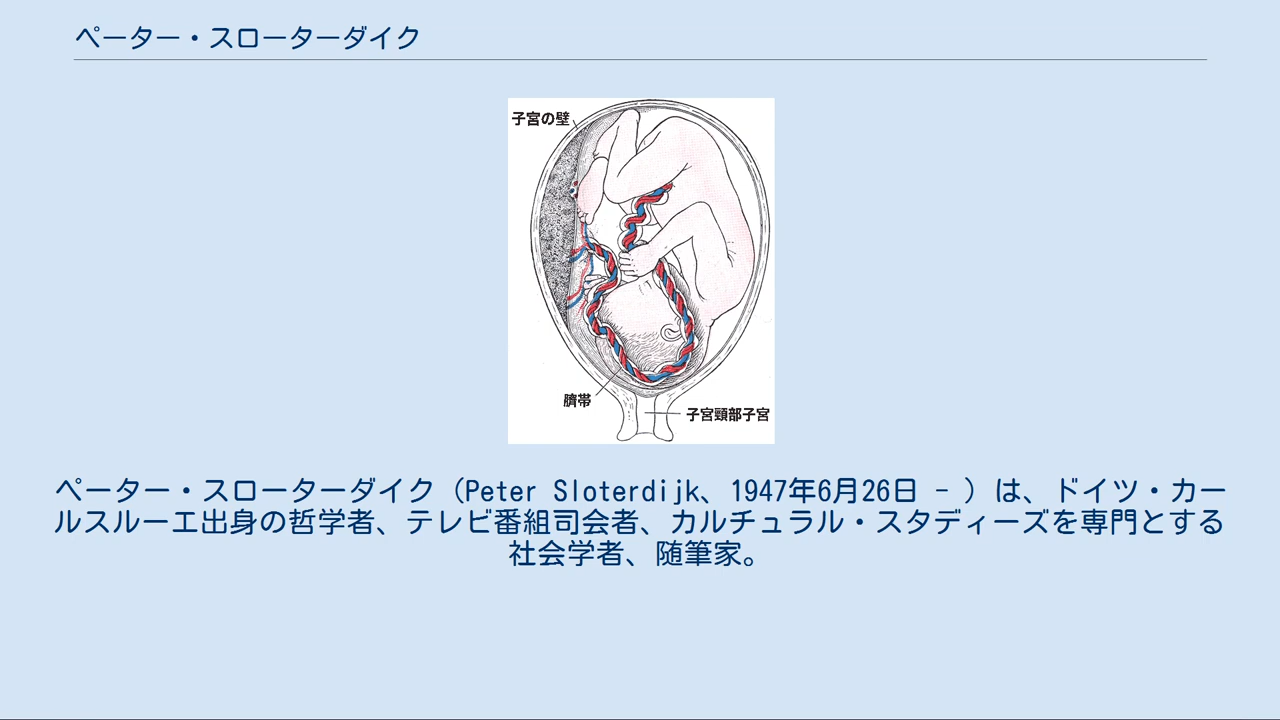 ペーター・スローターダイク
子宮の壁
臍帯
子宮頸部子宮
ペーター・スローターダイク（Peter Sloterdijk、1947年6月26日 - ）は、ドイツ・カー
ルスルーエ出身の哲学者、テレビ番組司会者、カルチュラル・スタディーズを専門とする
社会学者、随筆家。